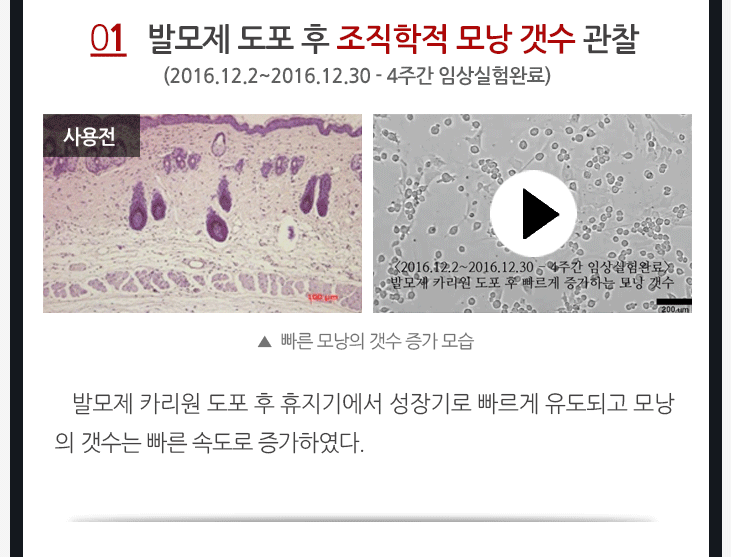 01 발모제 도포 후 조직학적 모낭 갯수 관찰
(2016.12.2~2016.12.30 - 4주간 임상실험완료)
사용전
100 μm
<2016.12.2~2016.12.30 - 4주간 임상실험완료>
발모제 카리원 도포 후 빠르게 증가하는 모낭 갯수
200 μm
▲ 빠른 모낭의 갯수 증가 모습
발모제 카리원 도포 후 휴지기에서 성장기로 빠르게 유도되고 모낭
의 갯수는 빠른 속도로 증가하였다.